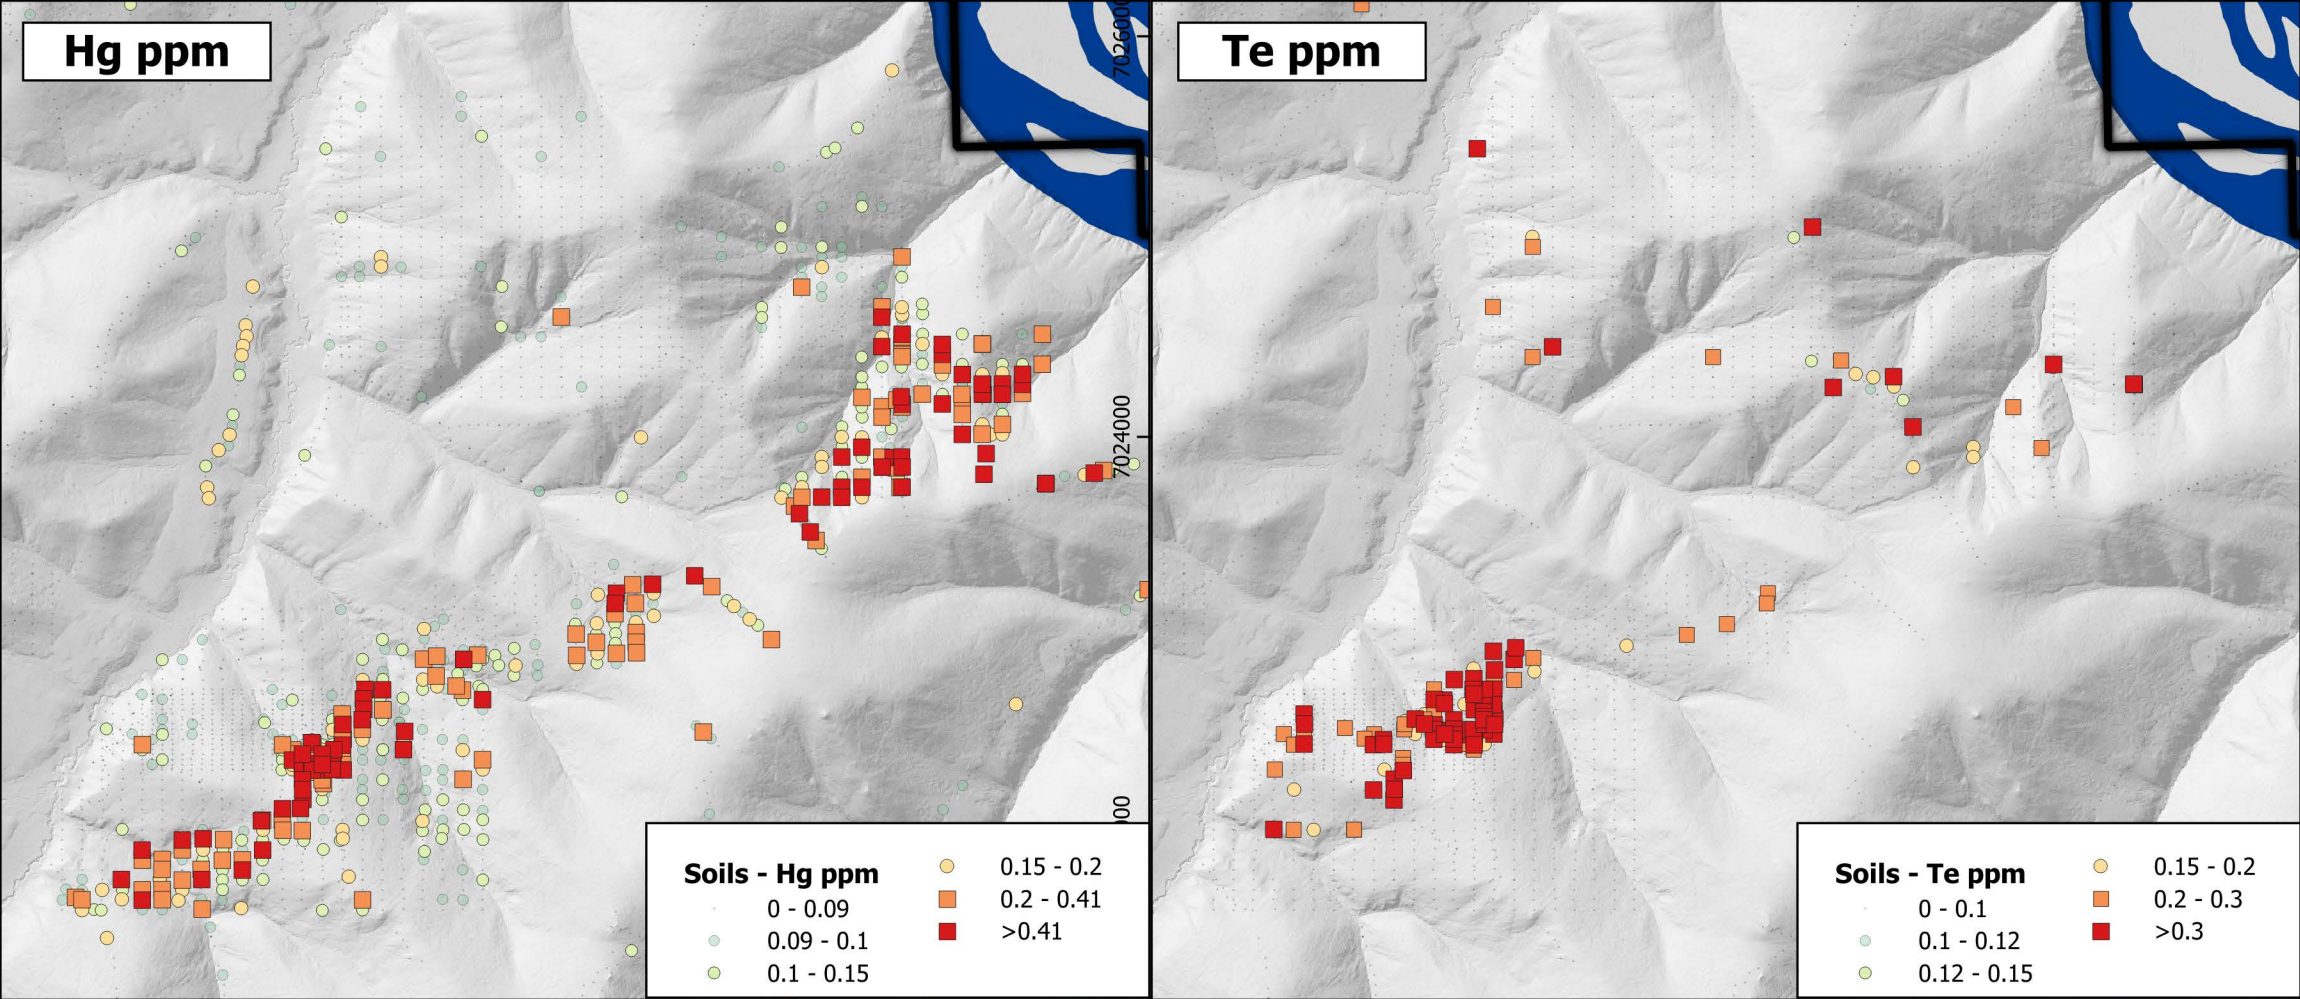 Hg ppm
7026000
7024000
000
Soils - Hg ppm
0 - 0.09
0.09 - 0.1
0.1 - 0.15
0.15 - 0.2
0.2 - 0.41
>0.41
Te ppm
Soils - Te ppm
0 - 0.1
0.1 - 0.12
0.12 - 0.15
0.15 - 0.2
0.2 - 0.3
>0.3